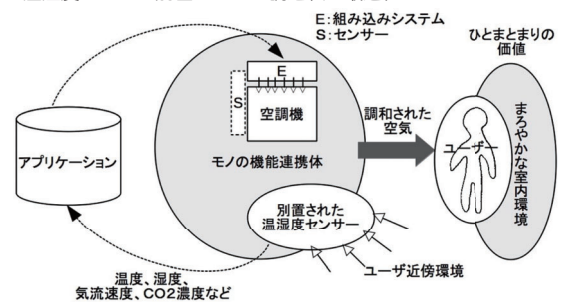 E：組み込みシステム
S：センサー
ひとまとまりの
価値
E
S
空調機
調和された
空気
アプリケーション
モノの機能連携体
ユーザー
まろやかな室内環境
別置された
温湿度センサー
ユーザ近傍環境
温度、湿度、
気流速度、CO2濃度など